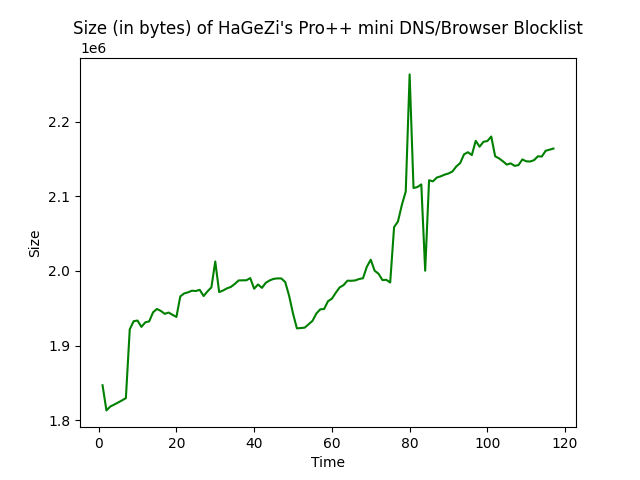 Size (in bytes) of HaGeZi's Pro++ mini DNS/Browser Blocklist
1e6
2.2
2.1
2.0
1.9
1.8
Size
0 20 40 60 80 100 120
Time